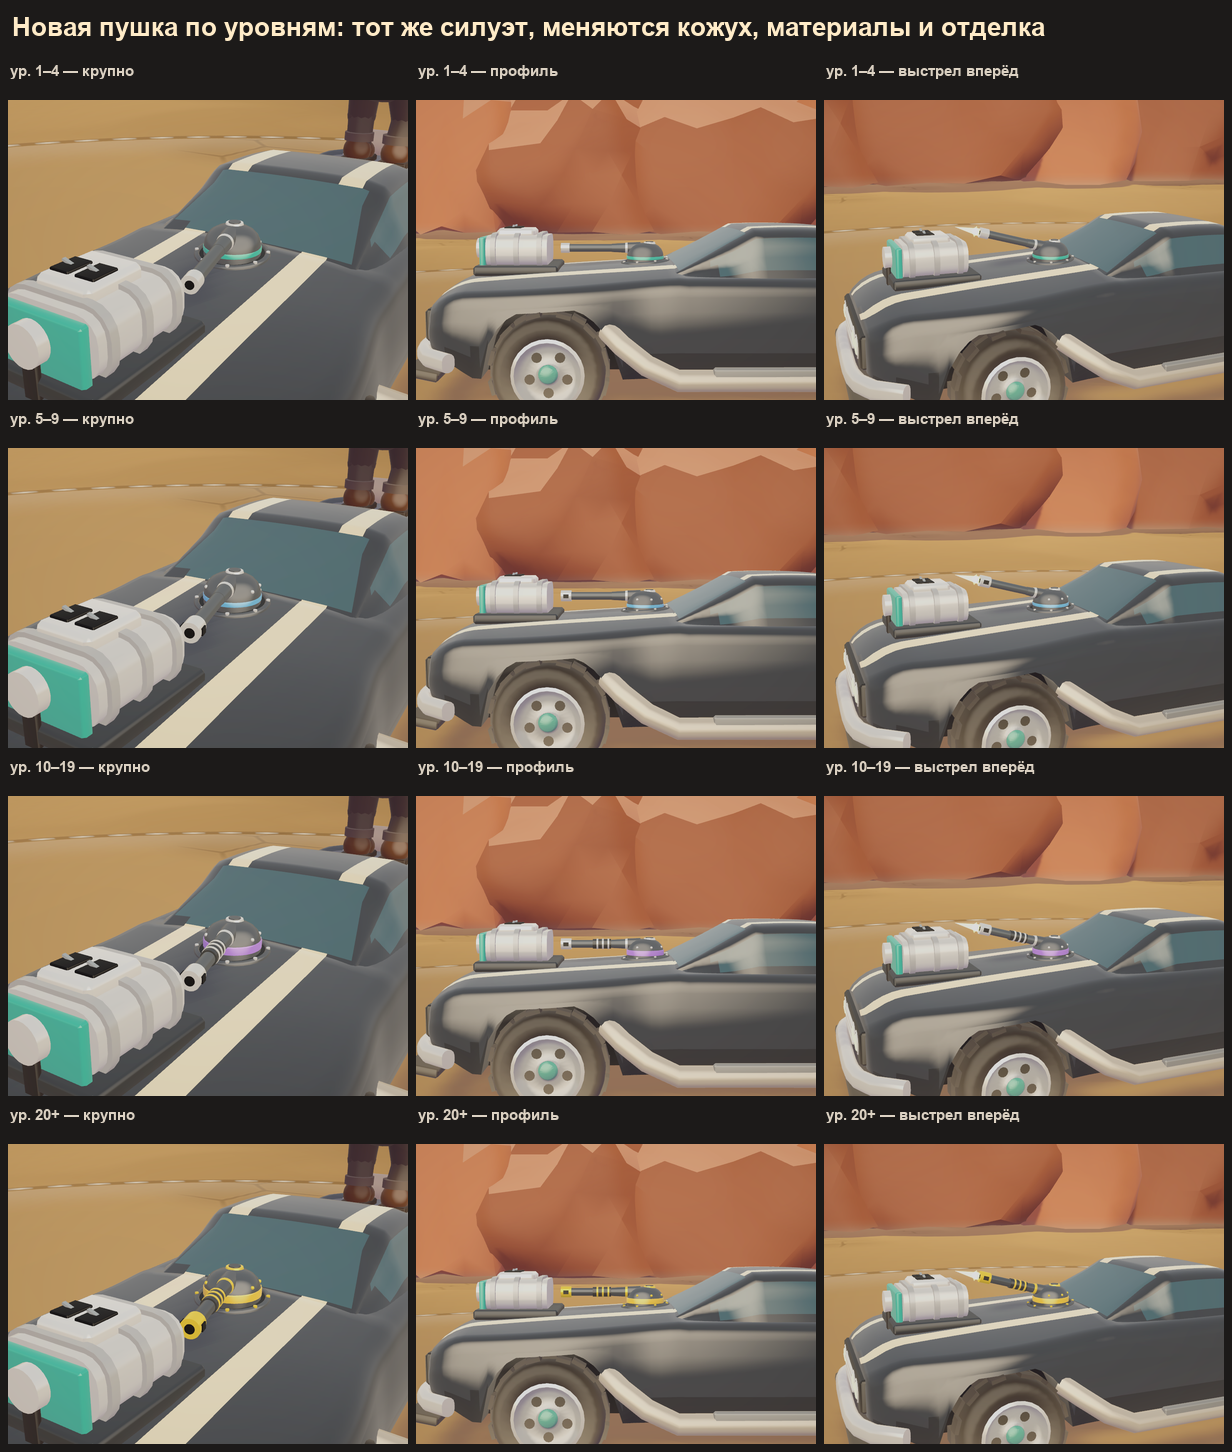 Новая пушка по уровням: тот же силуэт, меняются кожух, материалы и отделка
ур. 1–4 — крупно
ур. 1–4 — профиль
ур. 1–4 — выстрел вперёд
ур. 5–9 — крупно
ур. 5–9 — профиль
ур. 5–9 — выстрел вперёд
ур. 10–19 — крупно
ур. 10–19 — профиль
ур. 10–19 — выстрел вперёд
ур. 20+ — крупно
ур. 20+ — профиль
ур. 20+ — выстрел вперёд